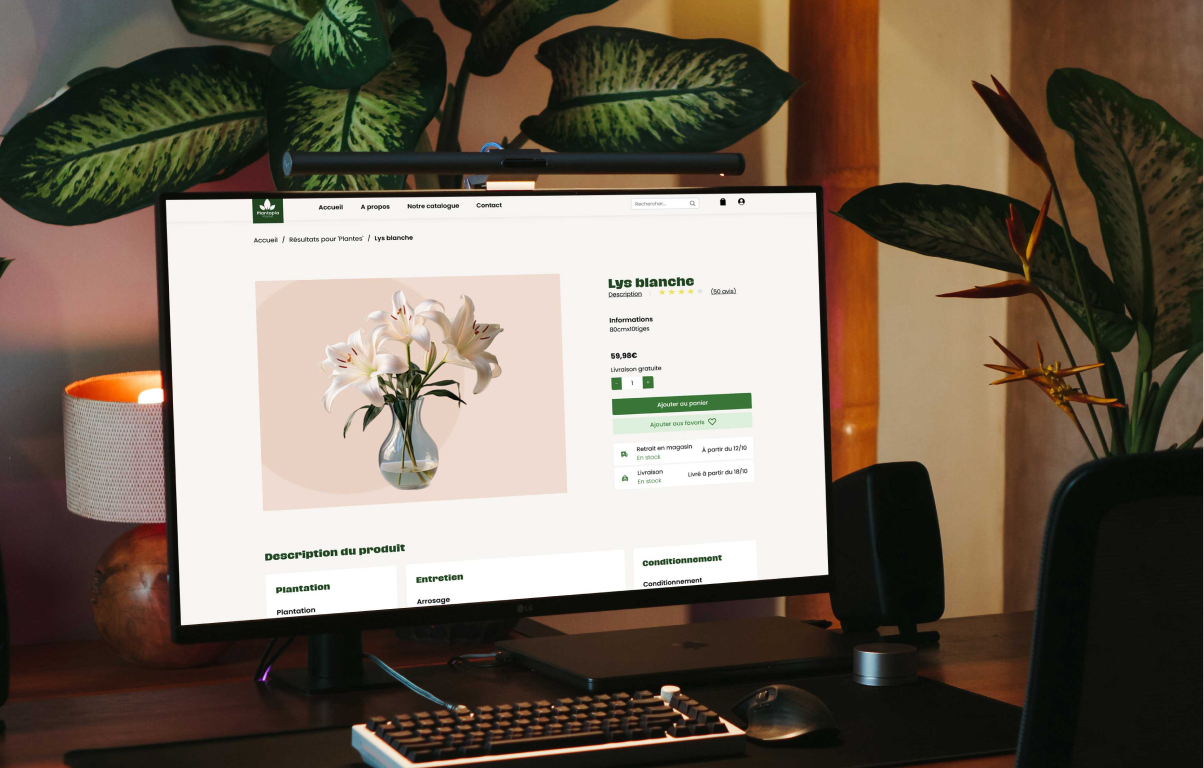 Plantopia
Accueil
A propos
Notre catalogue
Contact
Rechercher...
Accueil / Résultats pour 'Plantes' / Lys blanche
Lys blanche
Description
(50 avis)
Informations
80cmx10tiges
59,98€
Livraison gratuite
- 1 +
Ajouter au panier
Ajouter aux favoris
Retrait en magasin
En stock
À partir du 12/10
Livraison
En stock
Livré à partir du 18/10
Description du produit
Plantation
Plantation
Entretien
Arrosage
Conditionnement
Conditionnement
LG